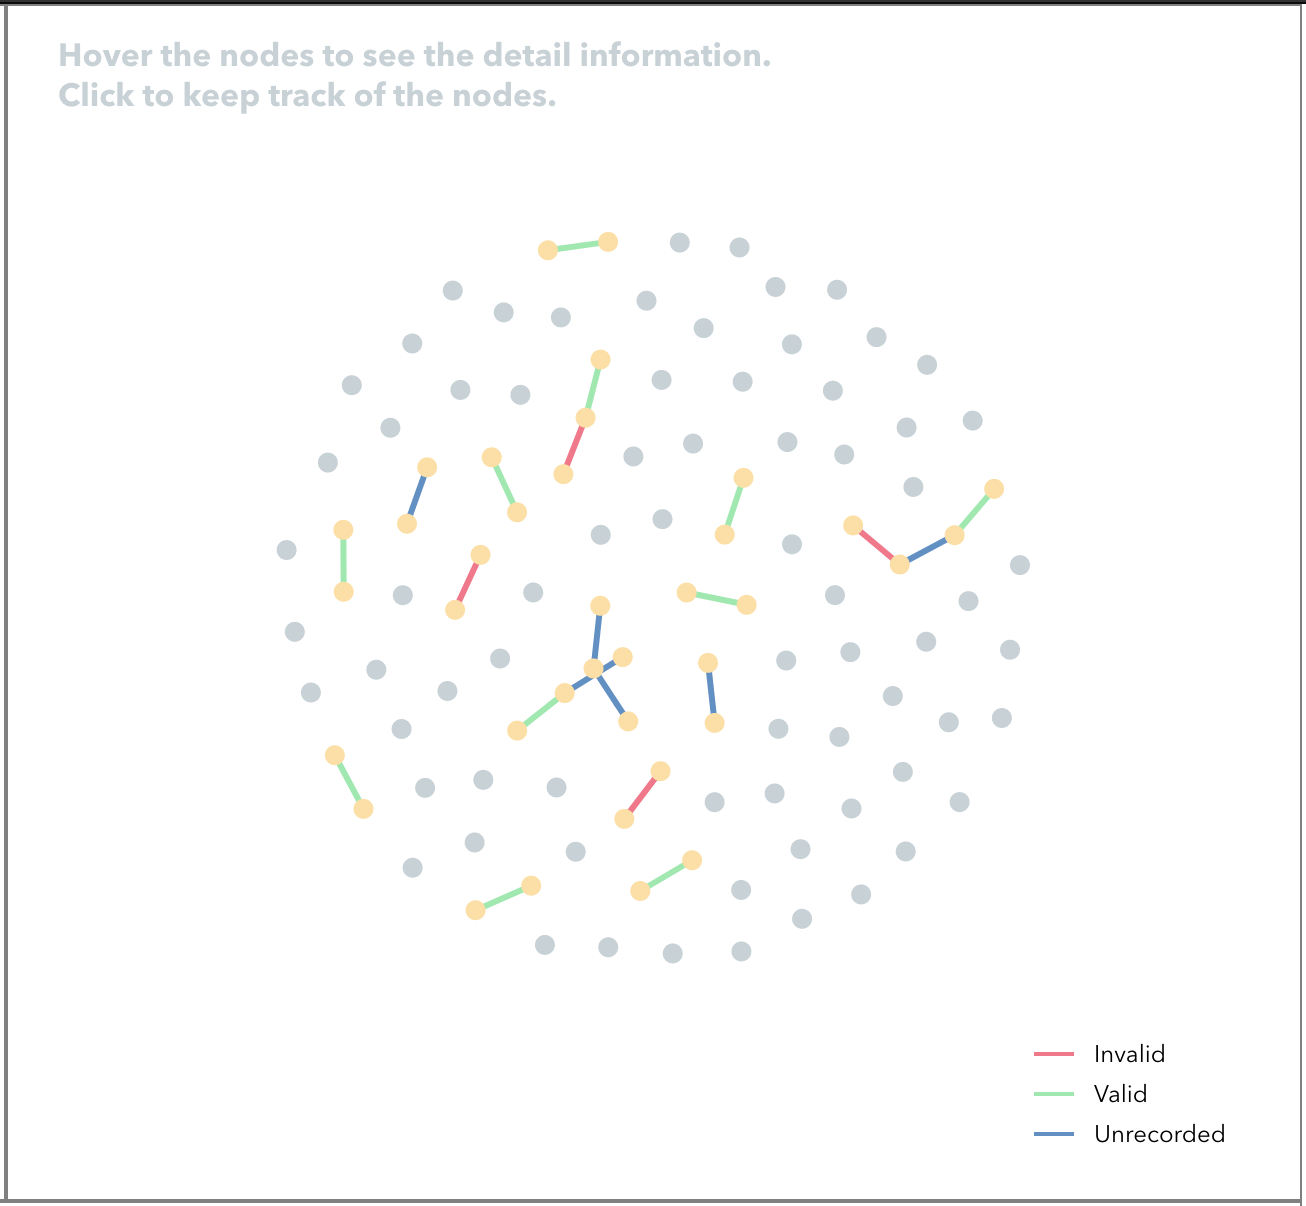 Hover the nodes to see the detail information.
Click to keep track of the nodes.
Invalid
Valid
Unrecorded